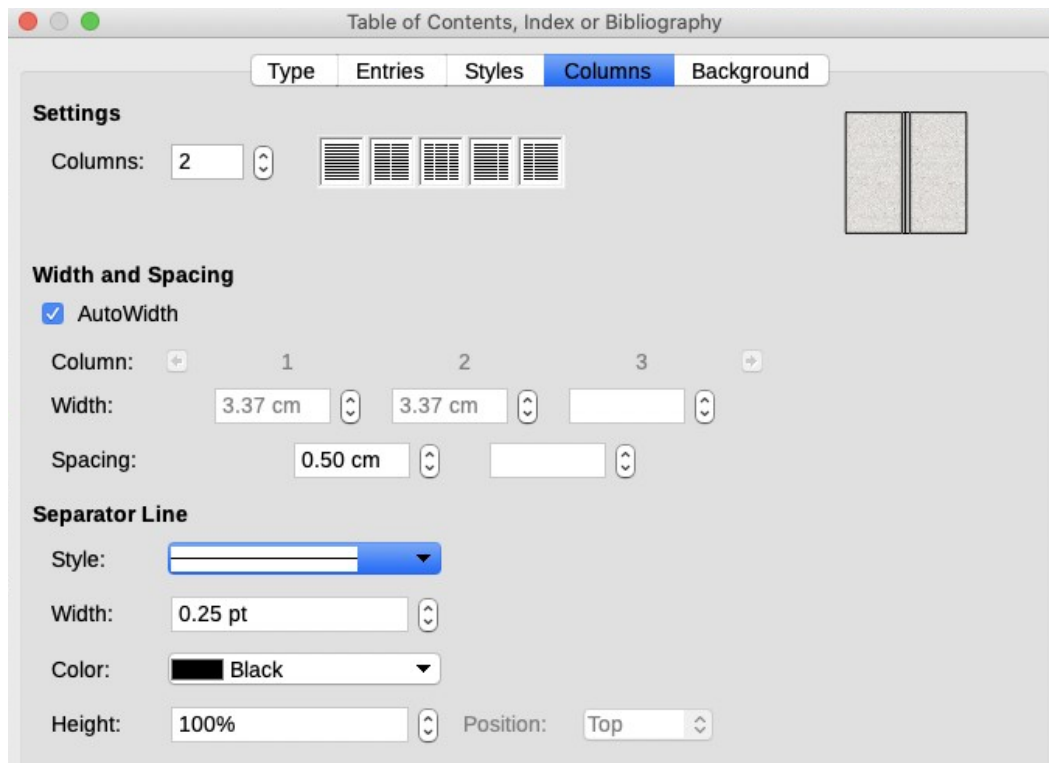 Table of Contents, Index or Bibliography
Type Entries Styles Columns Background
Settings
Columns: 2
Width and Spacing
AutoWidth
Column: 1 2 3
Width: 3.37 cm 3.37 cm
Spacing: 0.50 cm
Separator Line
Style:
Width: 0.25 pt
Color: Black
Height: 100% Position: Top